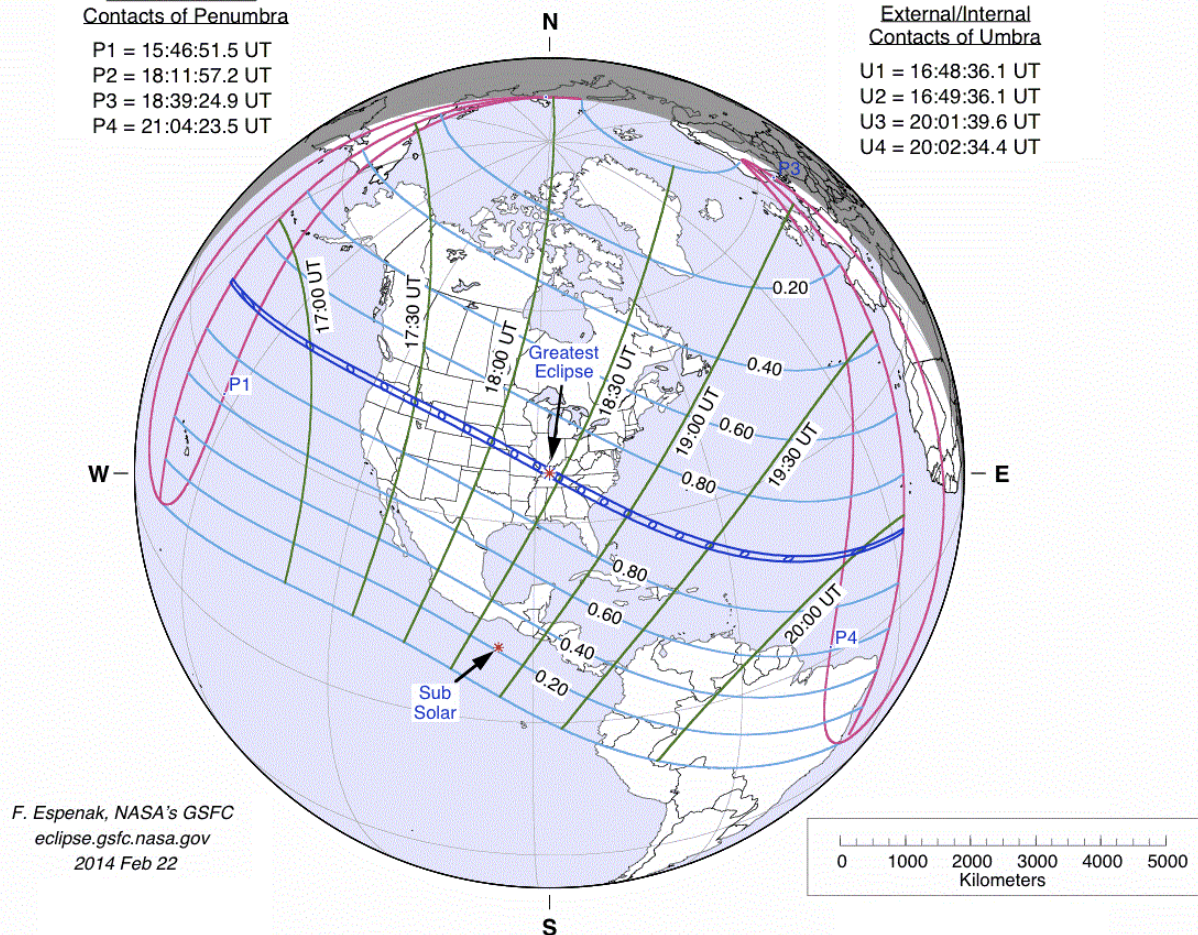 Contacts of Penumbra
P1 = 15:46:51.5 UT
P2 = 18:11:57.2 UT
P3 = 18:39:24.9 UT
P4 = 21:04:23.5 UT
External/Internal
Contacts of Umbra
U1 = 16:48:36.1 UT
U2 = 16:49:36.1 UT
U3 = 20:01:39.6 UT
U4 = 20:02:34.4 UT
N
P3
0.20
17:00 UT
17:30 UT
18:00 UT
Greatest
Eclipse
18:30 UT
0.40
P1
19:00 UT
0.60
19:30 UT
0.80
W
E
0.80
0.60
20:00 UT
0.40
P4
0.20
Sub
Solar
F. Espenak, NASA's GSFC
eclipse.gsfc.nasa.gov
2014 Feb 22
0 1000 2000 3000 4000 5000
Kilometers
S